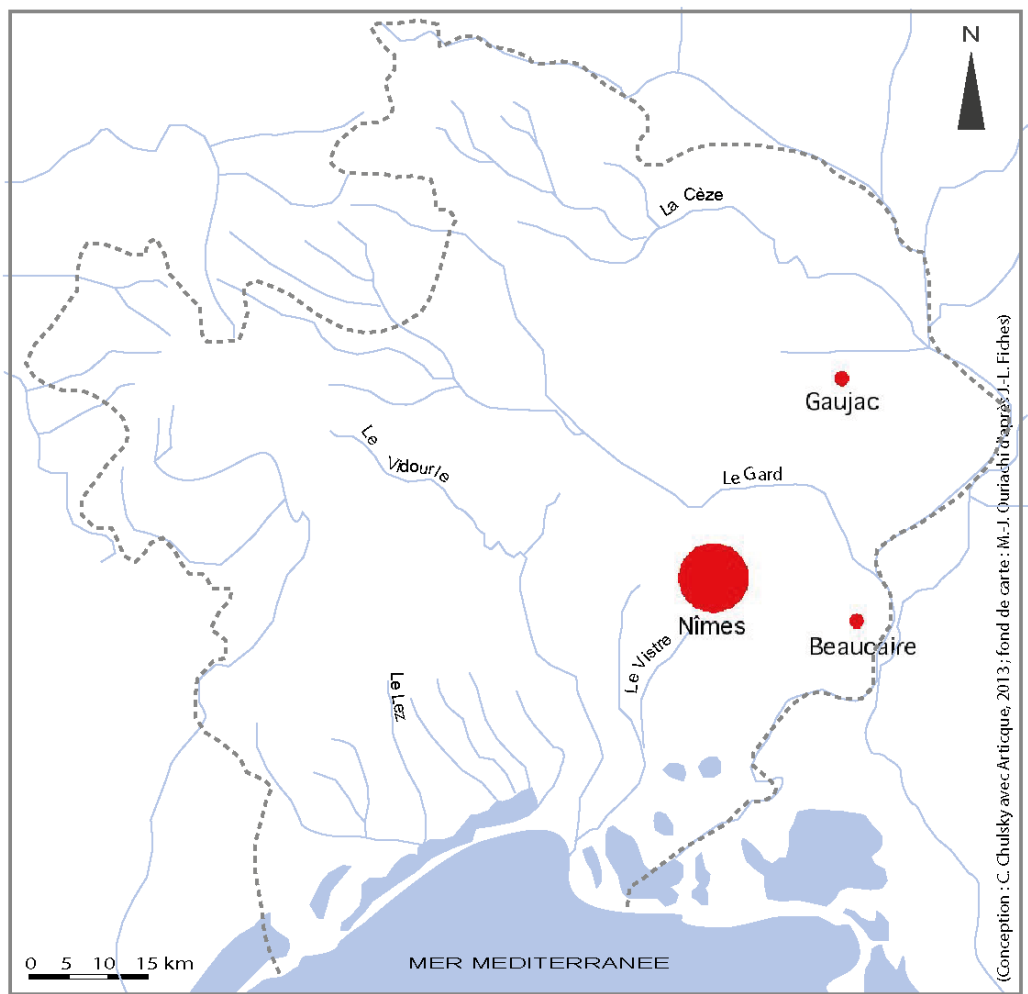 N
La Cèze
Gaujac
Le Vidourle
Le Gard
Nîmes
Beaucaire
Le Vistre
Le Lez
0 5 10 15 km
MER MEDITERRANEE
(Conception : C. Chulsky avec Articque, 2013 ; fond de carte : M.-J. Ouriachi d'après J.-L. Fiches)